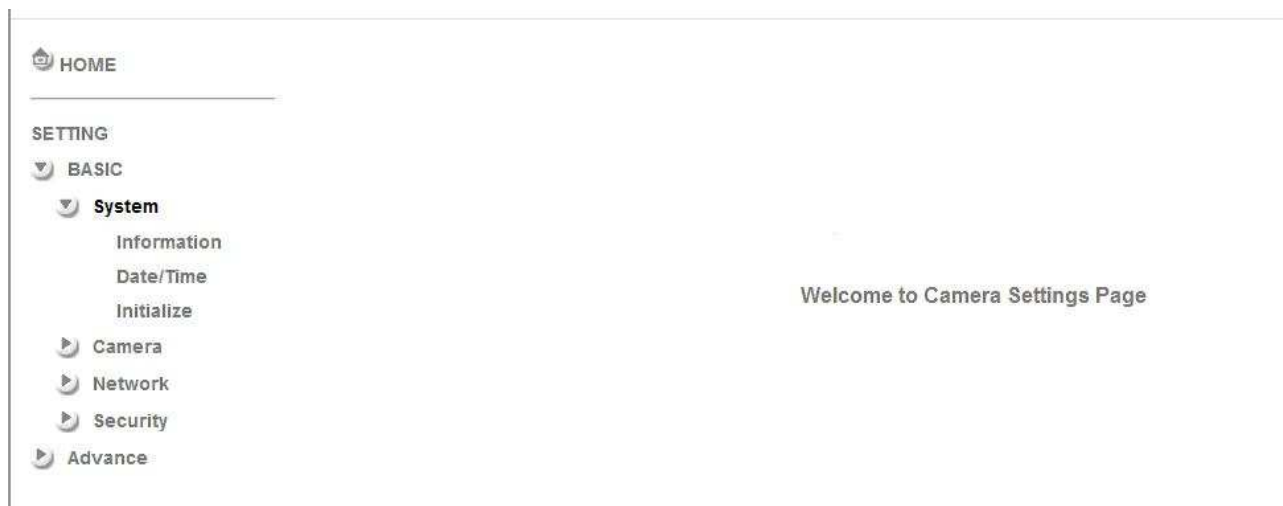 HOME
SETTING
BASIC
System
Information
Date/Time
Initialize
Camera
Network
Security
Advance
Welcome to Camera Settings Page